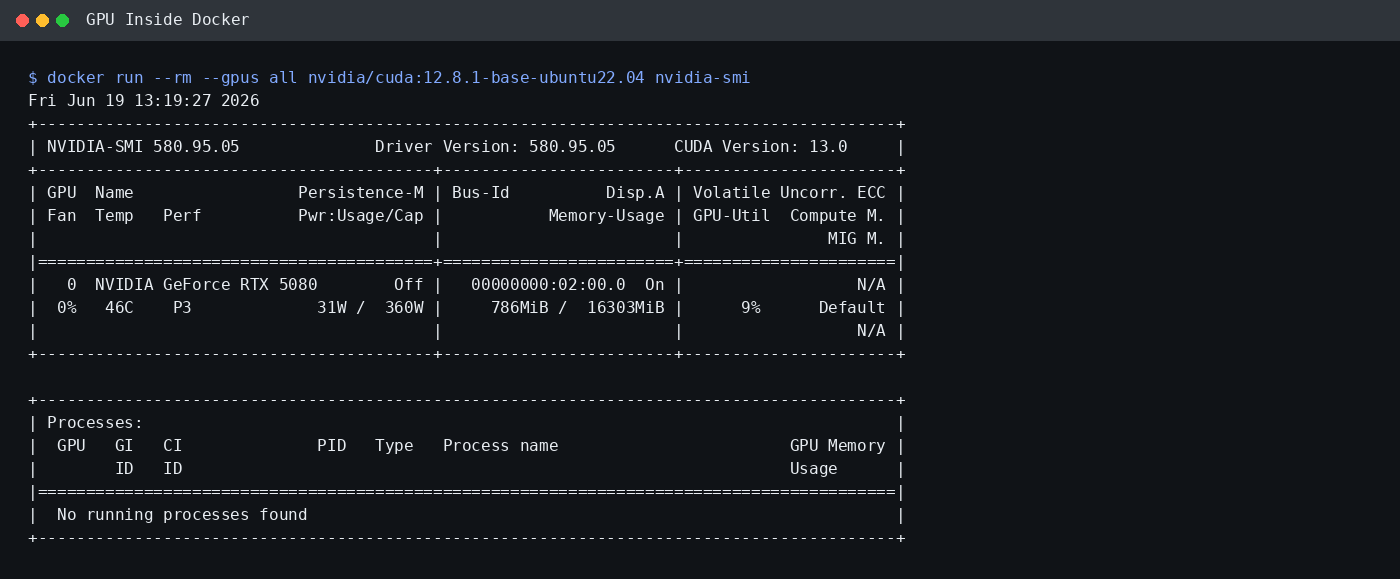 GPU Inside Docker
$ docker run --rm --gpus all nvidia/cuda:12.8.1-base-ubuntu22.04 nvidia-smi
Fri Jun 19 13:19:27 2026
+-----------------------------------------------------------------------------------------+
| NVIDIA-SMI 580.95.05              Driver Version: 580.95.05      CUDA Version: 13.0     |
+-----------------------------------------+------------------------+----------------------+
| GPU  Name                 Persistence-M | Bus-Id          Disp.A | Volatile Uncorr. ECC |
| Fan  Temp   Perf          Pwr:Usage/Cap |           Memory-Usage | GPU-Util  Compute M. |
|                                         |                        |               MIG M. |
|=========================================+========================+======================|
|   0  NVIDIA GeForce RTX 5080        Off |   00000000:02:00.0  On |                  N/A |
|  0%   46C    P3             31W /  360W |     786MiB /  16303MiB |      9%      Default |
|                                         |                        |                  N/A |
+-----------------------------------------+------------------------+----------------------+

+-----------------------------------------------------------------------------------------+
| Processes:                                                                              |
|  GPU   GI   CI              PID   Type   Process name                        GPU Memory |
|        ID   ID                                                               Usage      |
|=========================================================================================|
|  No running processes found                                                             |
+-----------------------------------------------------------------------------------------+